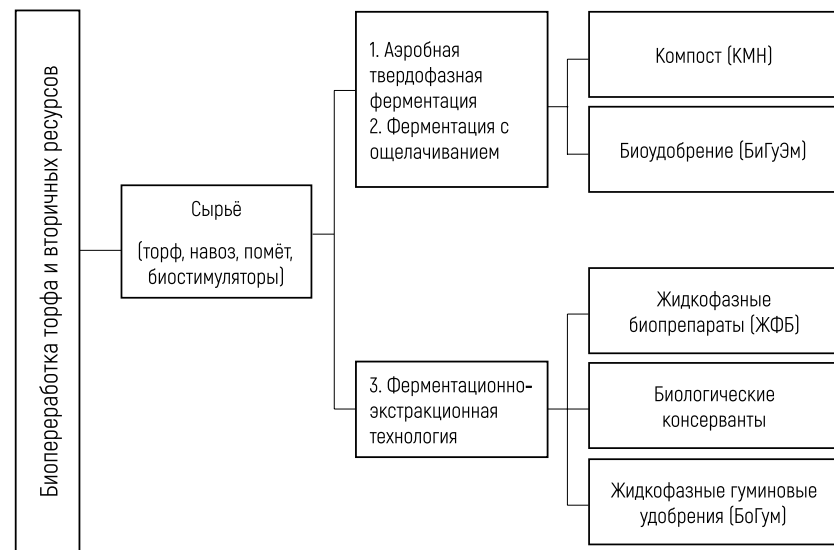 Биопереработка торфа и вторичных ресурсов
Сырьё
(торф, навоз, помёт,
биостимуляторы)
1. Аэробная
твердофазная
ферментация
2. Ферментация с
ощелачиванием
Компост (КМН)
Биоудобрение (БиГуЭм)
3. Ферментационно-
экстракционная
технология
Жидкофазные
биопрепараты (ЖФБ)
Биологические
консерванты
Жидкофазные гуминовые
удобрения (БоГум)